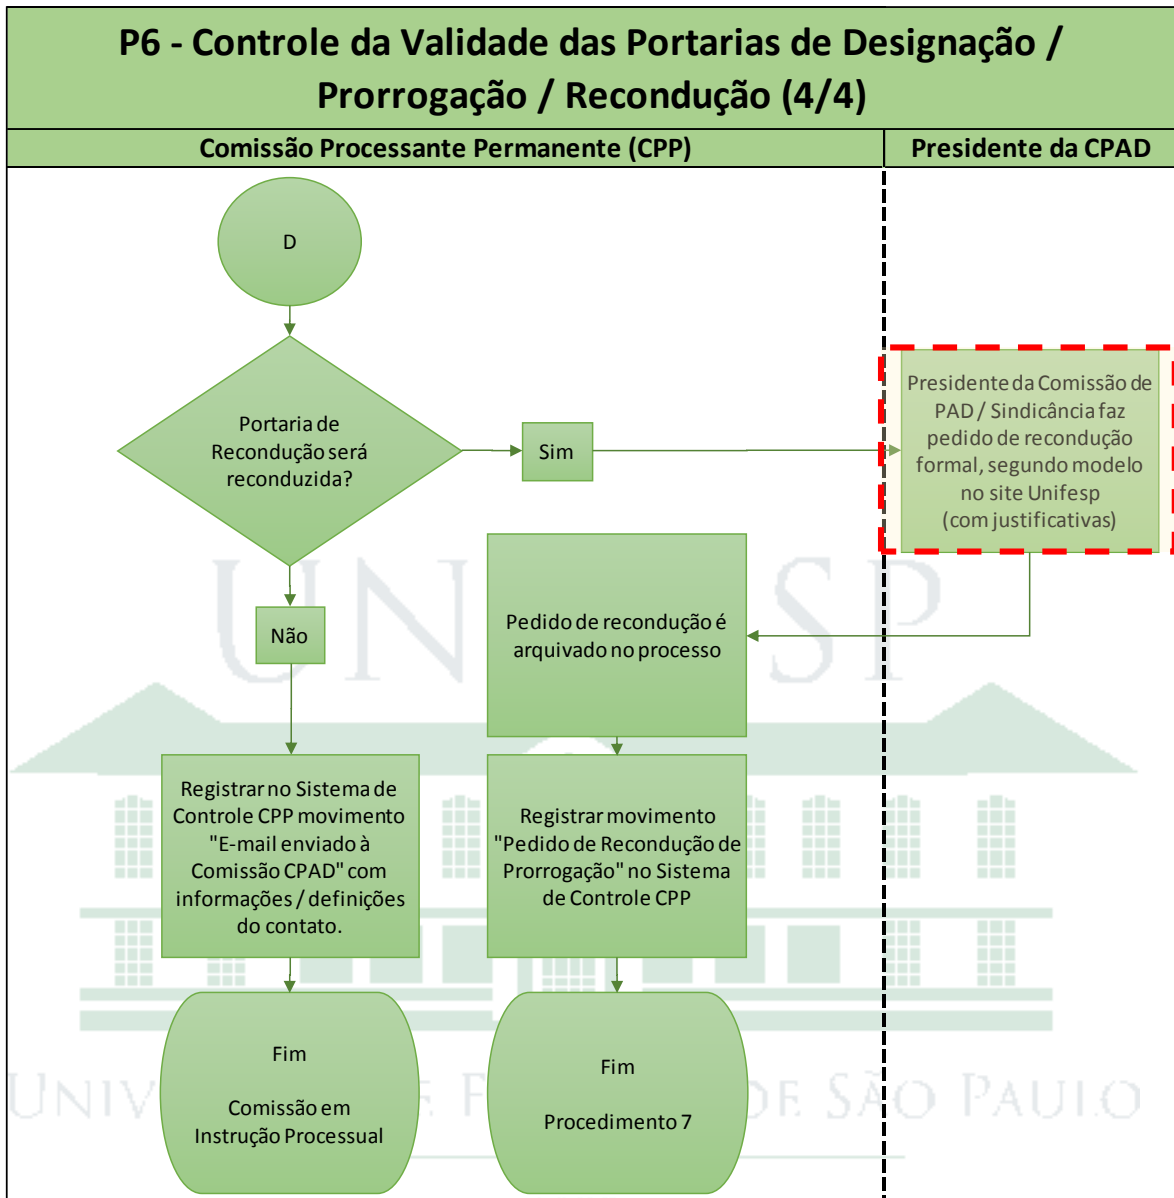 P6 - Controle da Validade das Portarias de Designação /
Prorrogação / Recondução (4/4)
Comissão Processante Permanente (CPP)
Presidente da CPAD
D
Portaria de
Recondução será
reconduzida?
Sim
Presidente da Comissão de
PAD / Sindicância faz
pedido de recondução
formal, segundo modelo
no site Unifesp
(com justificativas)
Não
Pedido de recondução é
arquivado no processo
Registrar no Sistema de
Controle CPP movimento
"E-mail enviado à
Comissão CPAD" com
informações / definições
do contato.
Registrar movimento
"Pedido de Recondução de
Prorrogação" no Sistema
de Controle CPP
Fim
Comissão em
Instrução Processual
Fim
Procedimento 7